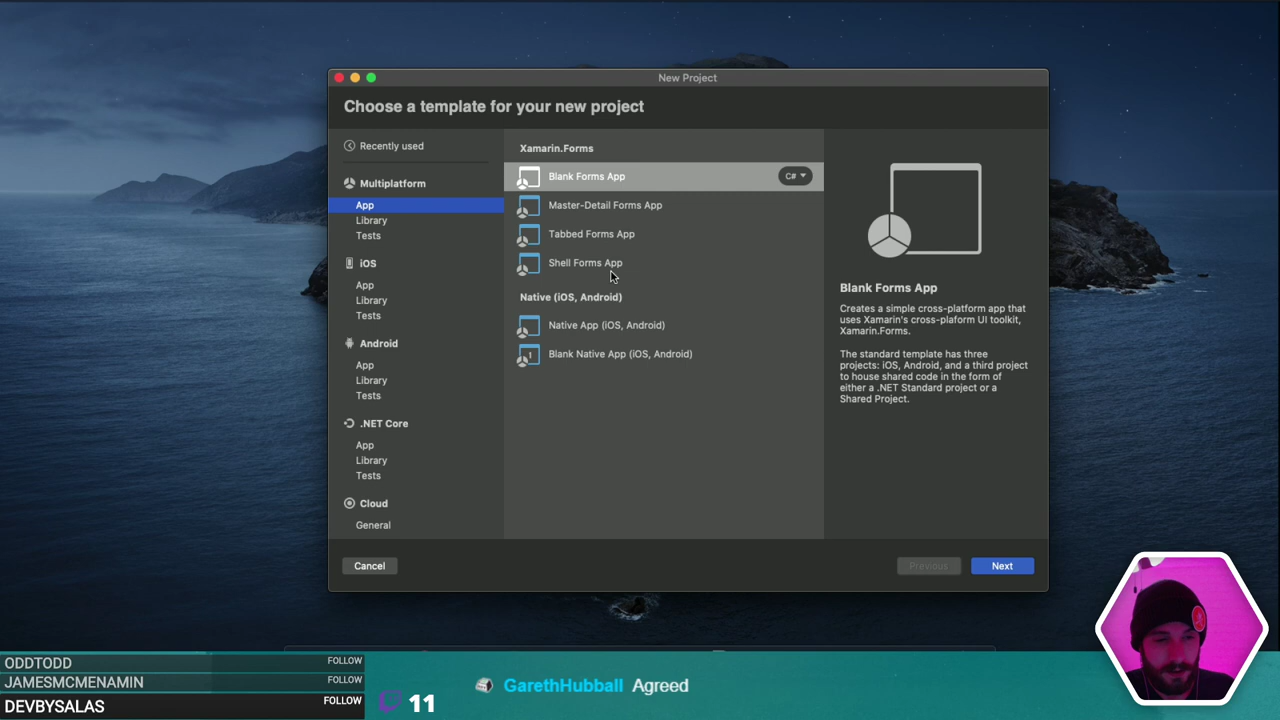 New Project
Choose a template for your new project
Recently used
Multiplatform
App
Library
Tests
iOS
App
Library
Tests
Android
App
Library
Tests
.NET Core
App
Library
Tests
Cloud
General
Xamarin.Forms
Blank Forms App
C#
Master-Detail Forms App
Tabbed Forms App
Shell Forms App
Native (iOS, Android)
Native App (iOS, Android)
Blank Native App (iOS, Android)
Blank Forms App
Creates a simple cross-platform app that
uses Xamarin's cross-plaform UI toolkit,
Xamarin.Forms.
The standard template has three
projects: iOS, Android, and a third project
to house shared code in the form of
either a .NET Standard project or a
Shared Project.
Cancel
Previous
Next
ODDTODD FOLLOW
JAMESMCMENAMIN FOLLOW
DEVBYSALAS FOLLOW
11
GarethHubball Agreed